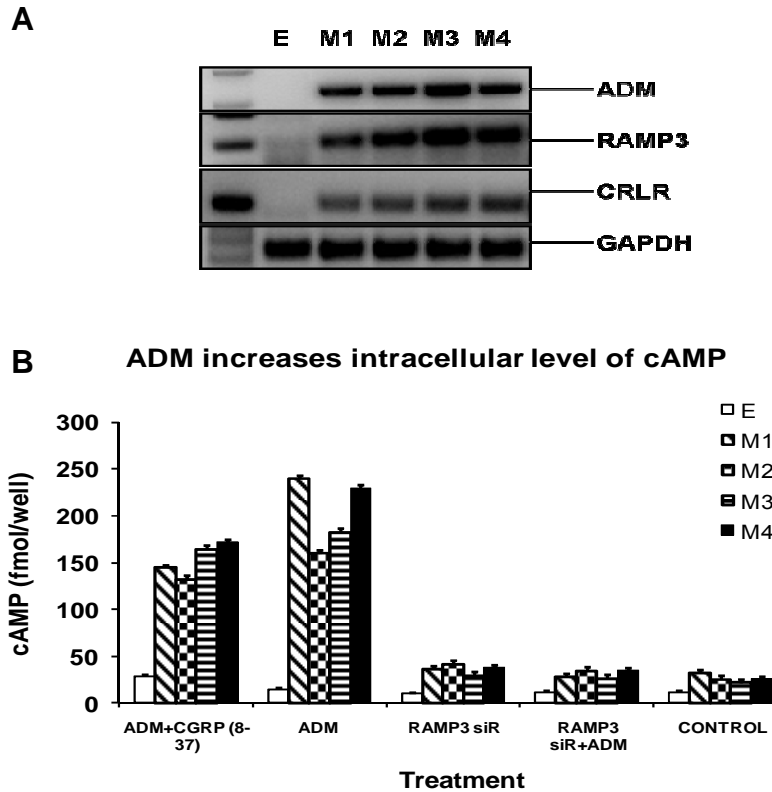 A
E M1 M2 M3 M4
ADM
RAMP3
CRLR
GAPDH
B
ADM increases intracellular level of cAMP
300
250
200
150
100
50
0
cAMP (fmol/well)
E
M1
M2
M3
M4
ADM+CGRP (8-
37)
ADM
RAMP3 siR
RAMP3
siR+ADM
CONTROL
Treatment